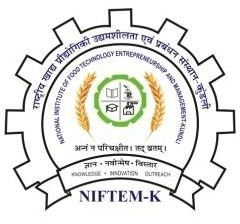 राष्ट्रीय खाद्य प्रौद्योगिकी उद्यमशीलता एवं प्रबंधन संस्थान-कुंडली
NATIONAL INSTITUTE OF FOOD TECHNOLOGY ENTREPRENEURSHIP AND MANAGEMENT-KUNDLI
अन्नं न परिचक्षीत। तद् व्रतम्।
ज्ञान • नवोन्मेष • विस्तार
KNOWLEDGE • INNOVATION • OUTREACH
NIFTEM-K